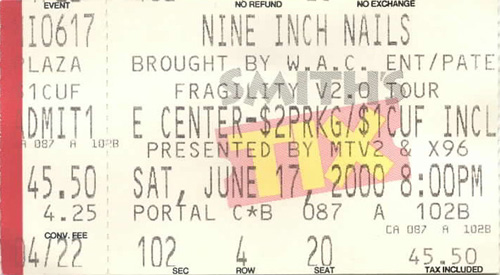 EVENT NO REFUND NO EXCHANGE
0617 NINE INCH NAILS
PLAZA BROUGHT BY W.A.C. ENT/PATE
$1CUF FRAGILITY V2.0 TOUR
SMITH'S
ADMIT1 E CENTER-$2PRKG/$1CUF INCL
CA 087 A 102B PRESENTED BY MTV2 & X96
TIX
45.50 SAT, JUNE 17, 2000 8:00PM
4.25 PORTAL C*B 087 A 102B
CONV. FEE CA 087 A 102B
04/22 102 4 20 45.50
SEC ROW SEAT TAX INCLUDED